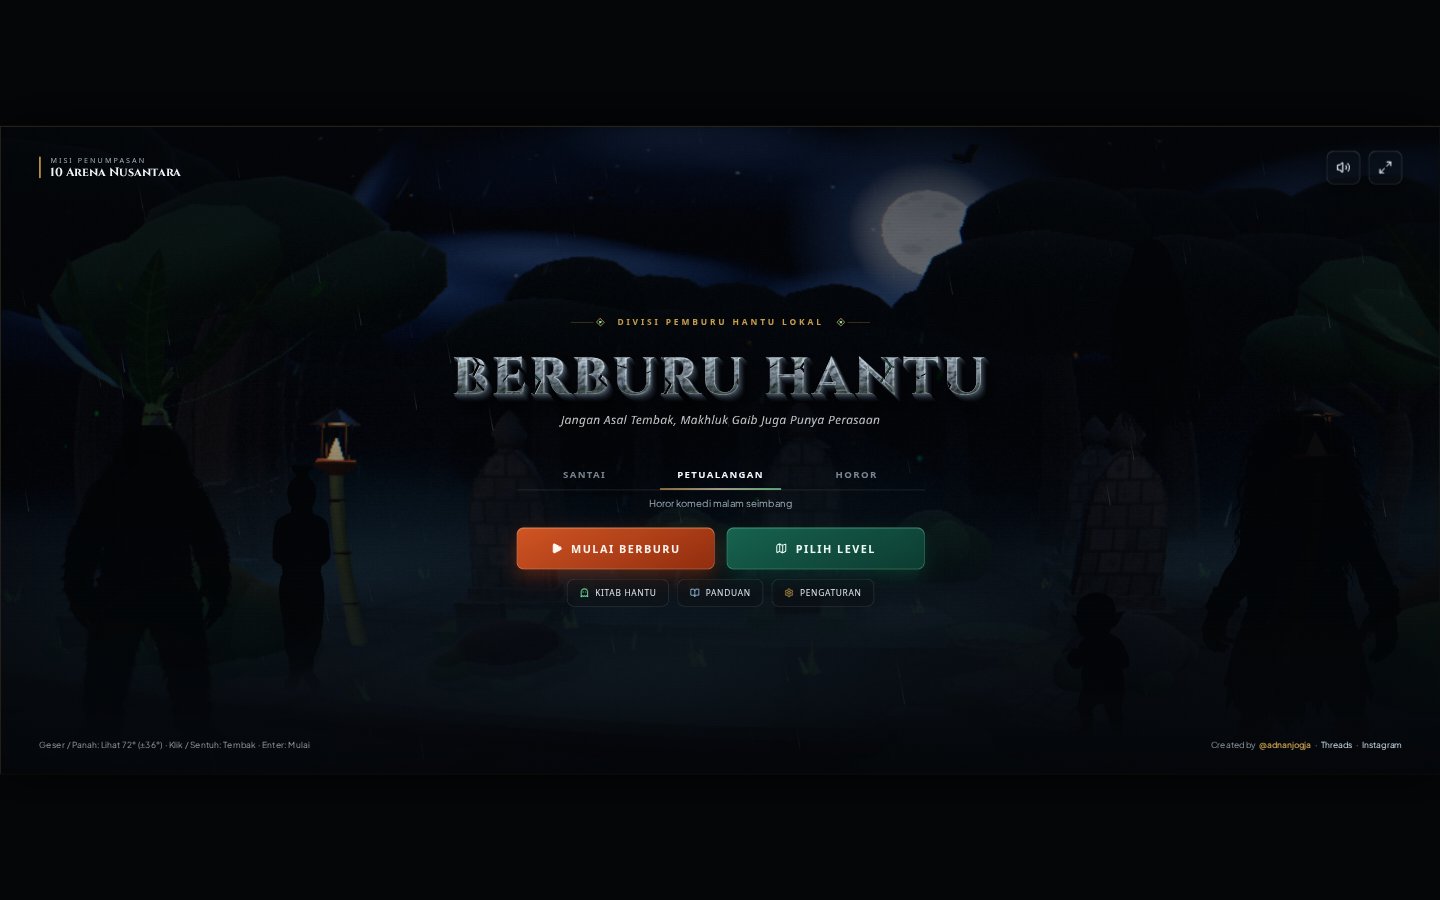 MISI PENUMPASAN
10 ARENA NUSANTARA
DIVISI PEMBURU HANTU LOKAL
BERBURU HANTU
Jangan Asal Tembak, Makhluk Gaib Juga Punya Perasaan
SANTAI PETUALANGAN HOROR
Horor komedi malam seimbang
MULAI BERBURU PILIH LEVEL
KITAB HANTU PANDUAN PENGATURAN
Geser / Panah: Lihat 72° (±36°) · Klik / Sentuh: Tembak · Enter: Mulai
Created by @adnanjogja · Threads · Instagram